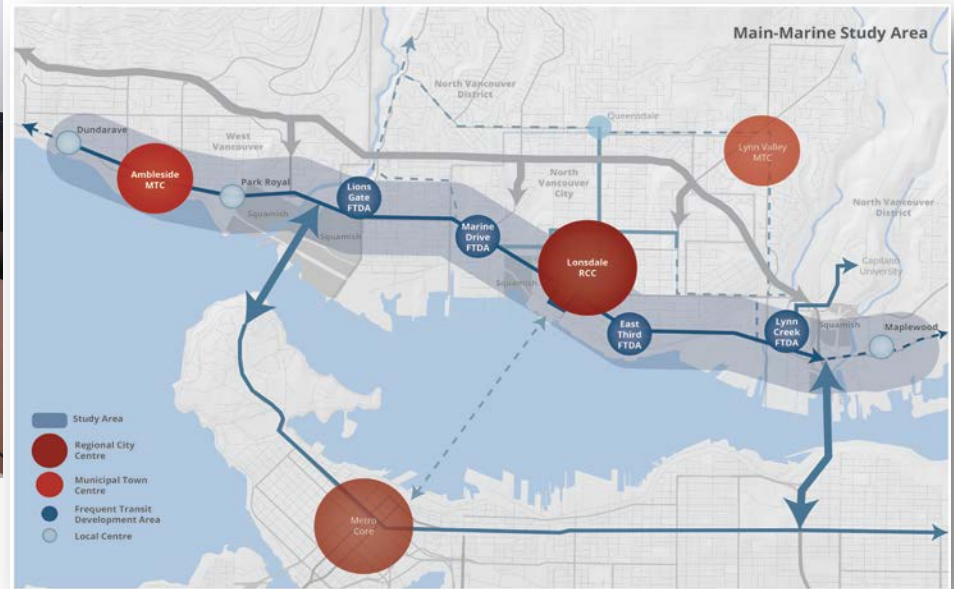 Main-Marine Study Area
North Vancouver
District
Queensdale
Dundarave
West
Vancouver
Lynn Valley
MTC
Ambleside
MTC
Park Royal
Lions
Gate
FTDA
North
Vancouver
City
North Vancouver
District
Squamish
Squamish
Marine
Drive
FTDA
Lonsdale
RCC
Capilano
University
Squamish
East
Third
FTDA
Lynn
Creek
FTDA
Squamish
Maplewood
Study Area
Regional City
Centre
Municipal Town
Centre
Frequent Transit
Development Area
Local Centre
Metro
Core